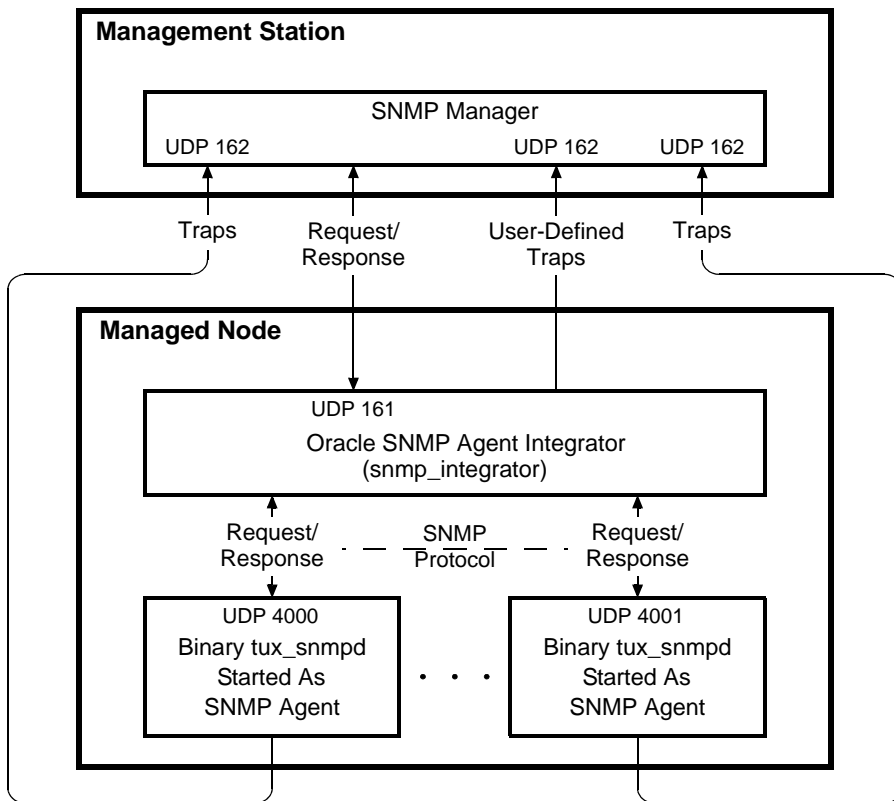 Management Station
SNMP Manager
UDP 162
UDP 162
UDP 162
Traps
Request/
Response
User-Defined
Traps
Traps
Managed Node
UDP 161
Oracle SNMP Agent Integrator
(snmp_integrator)
Request/
Response
SNMP
Protocol
Request/
Response
UDP 4000
Binary tux_snmpd
Started As
SNMP Agent
. . .
UDP 4001
Binary tux_snmpd
Started As
SNMP Agent